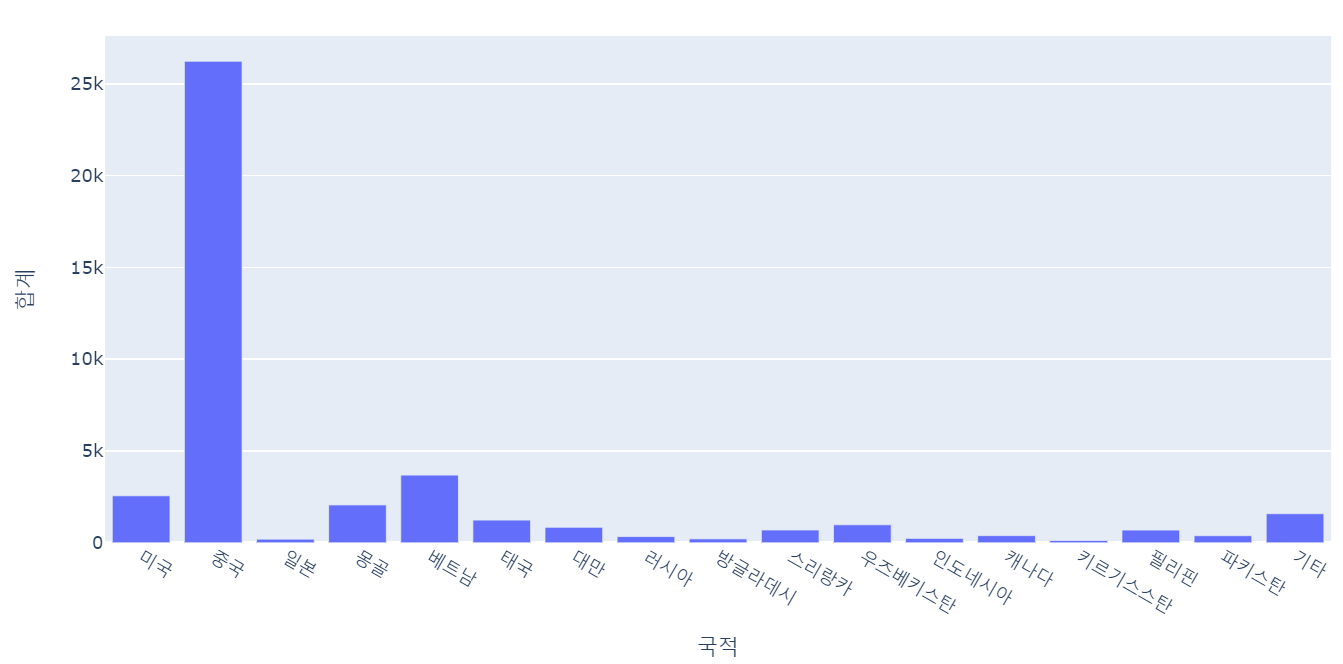 25k
20k
15k
10k
5k
0
합계
미국
중국
일본
몽골
베트남
태국
대만
러시아
방글라데시
스리랑카
우즈베키스탄
인도네시아
캐나다
키르기스스탄
필리핀
파키스탄
기타
국적